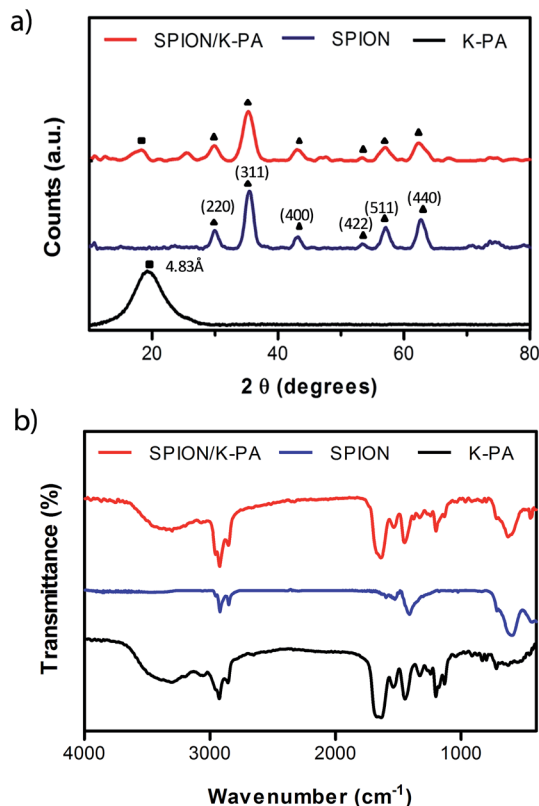 a)
SPION/K-PA SPION K-PA
Counts (a.u.)
(220) (311) (400) (422) (511) (440)
4.83Å
20 40 60 80
2 θ (degrees)
b)
SPION/K-PA SPION K-PA
Transmittance (%)
4000 3000 2000 1000
Wavenumber (cm⁻¹)